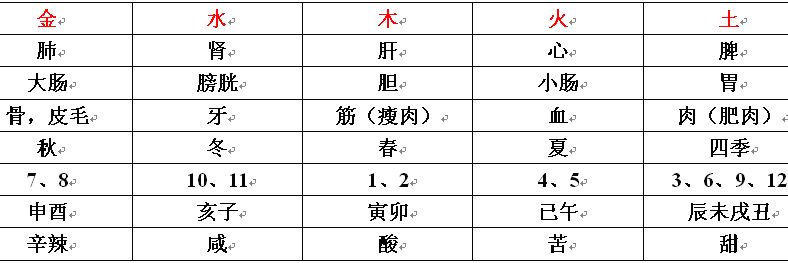 金 水 木 火 土
肺 肾 肝 心 脾
大肠 膀胱 胆 小肠 胃
骨，皮毛 牙 筋（瘦肉） 血 肉（肥肉）
秋 冬 春 夏 四季
7、8 10、11 1、2 4、5 3、6、9、12
申酉 亥子 寅卯 巳午 辰未戌丑
辛辣 咸 酸 苦 甜